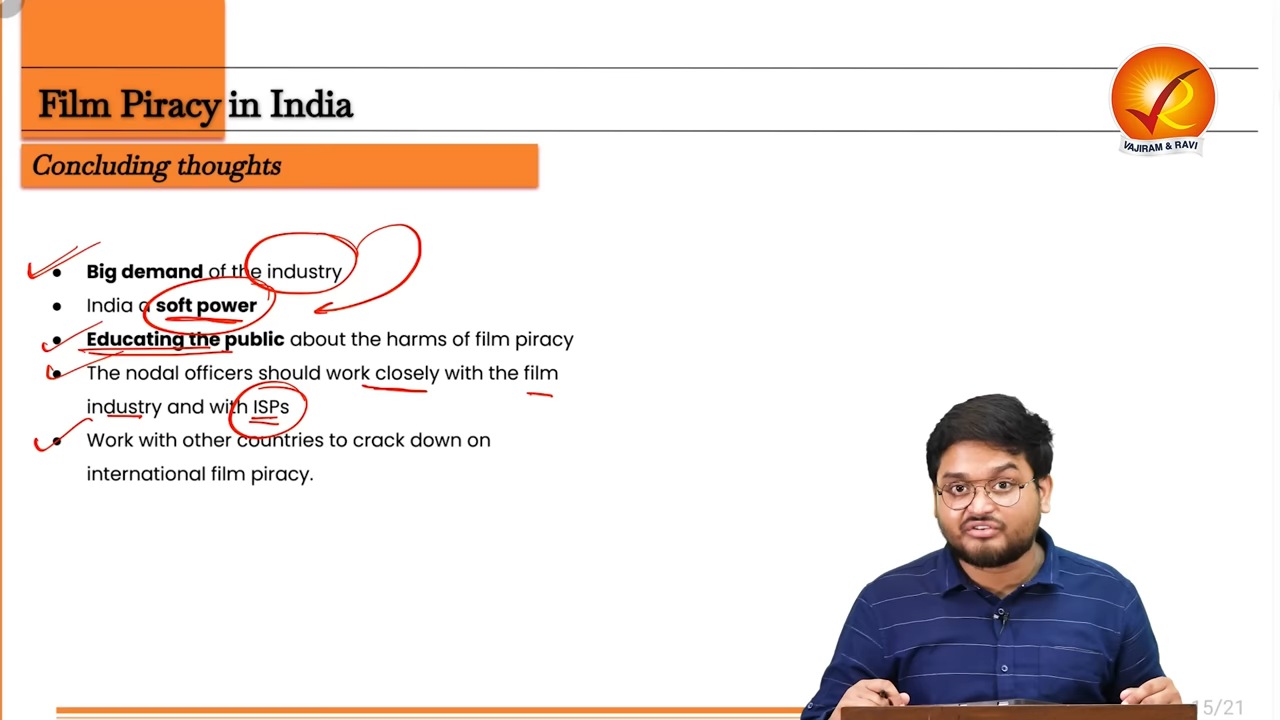 Film Piracy in India
VAJIRAM & RAVI
Concluding thoughts
Big demand of the industry
India a soft power
Educating the public about the harms of film piracy
The nodal officers should work closely with the film
industry and with ISPs
Work with other countries to crack down on
international film piracy.
15/21